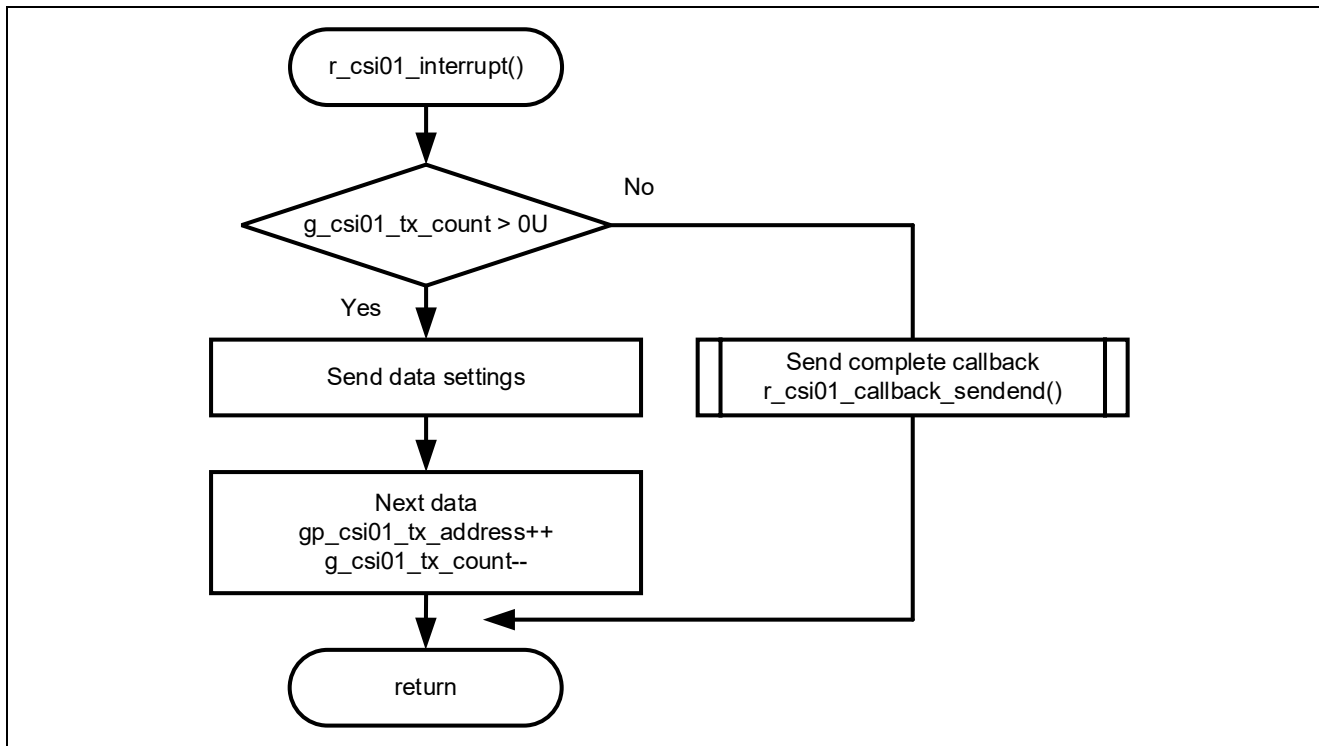 r_csi01_interrupt()
No
g_csi01_tx_count > 0U
Yes
Send data settings
Send complete callback
r_csi01_callback_sendend()
Next data
gp_csi01_tx_address++
g_csi01_tx_count--
return